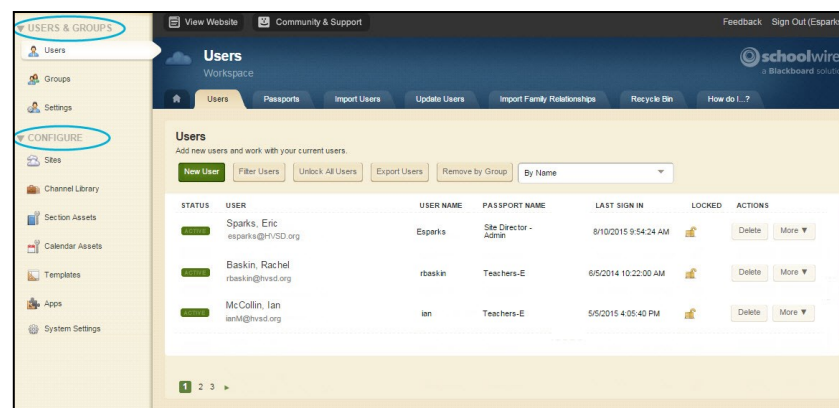 View Website Community & Support Feedback Sign Out (Esparks
USERS & GROUPS
Users
Groups
Settings
CONFIGURE
Sites
Channel Library
Section Assets
Calendar Assets
Templates
Apps
System Settings
Users
Workspace
schoolwire
a Blackboard solutio
Users Passports Import Users Update Users Import Family Relationships Recycle Bin How do I...?
Users
Add new users and work with your current users.
New User Filter Users Unlock All Users Export Users Remove by Group By Name
STATUS USER USER NAME PASSPORT NAME LAST SIGN IN LOCKED ACTIONS
ACTIVE Sparks, Eric Esparks Site Director - 8/10/2015 9:54:24 AM Delete More ▼
esparks@HVSD.org Admin
ACTIVE Baskin, Rachel rbaskin Teachers-E 6/5/2014 10:22:00 AM Delete More ▼
rbaskin@hvsd.org
ACTIVE McCollin, Ian ian Teachers-E 5/5/2015 4:05:40 PM Delete More ▼
ianM@hvsd.org
1 2 3